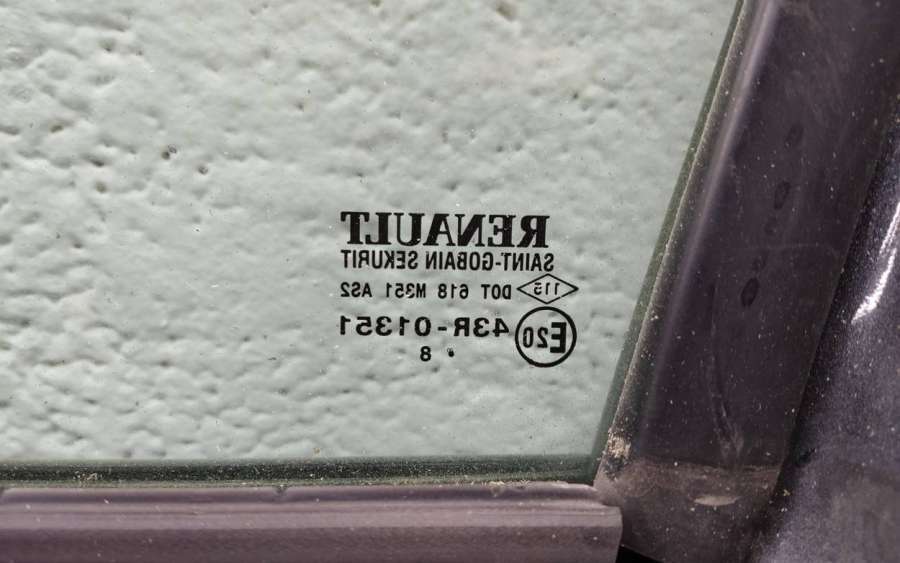 RENAULT
SAINT-GOBAIN SEKURIT
115 DOT 618 M351 AS2
E20 43R-01351
. 8